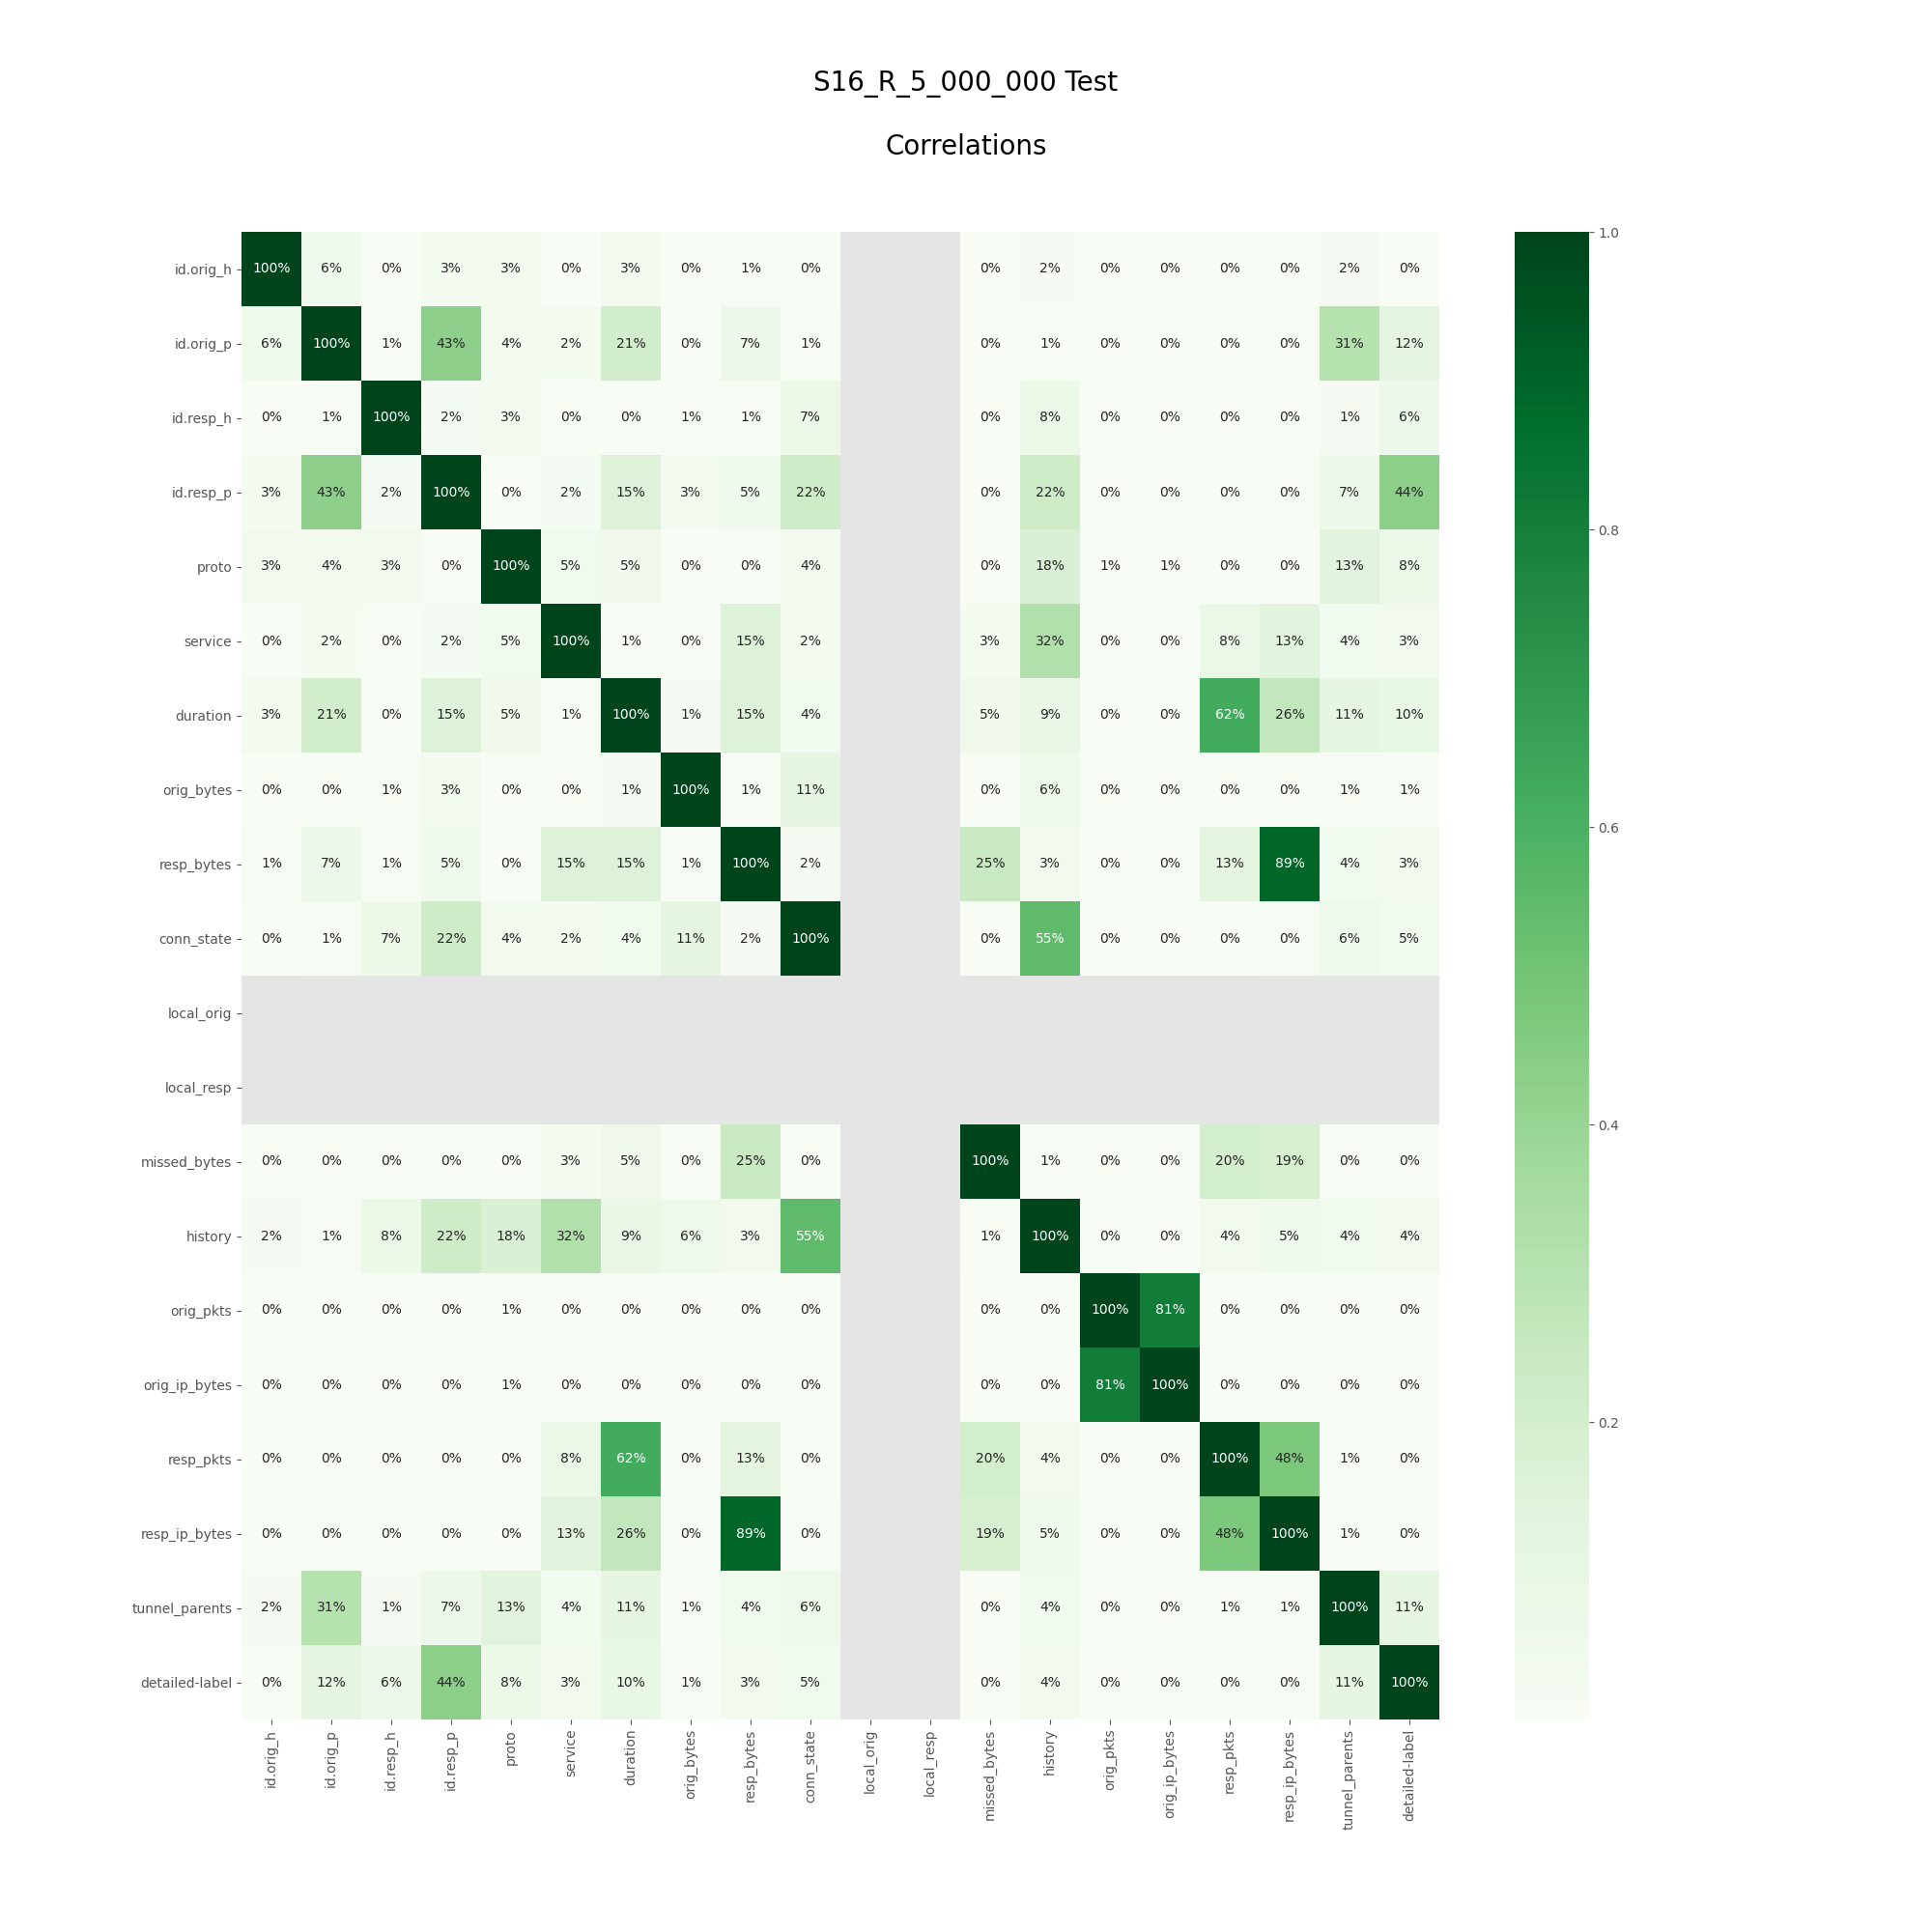 S16_R_5_000_000 Test
Correlations
id.orig_h 100% 6% 0% 3% 3% 0% 3% 0% 1% 0% 0% 2% 0% 0% 0% 0% 2% 0%
id.orig_p 6% 100% 1% 43% 4% 2% 21% 0% 7% 1% 0% 1% 0% 0% 0% 0% 31% 12%
id.resp_h 0% 1% 100% 2% 3% 0% 0% 1% 1% 7% 0% 8% 0% 0% 0% 0% 1% 6%
id.resp_p 3% 43% 2% 100% 0% 2% 15% 3% 5% 22% 0% 22% 0% 0% 0% 0% 7% 44%
proto 3% 4% 3% 0% 100% 5% 5% 0% 0% 4% 0% 18% 1% 1% 0% 0% 13% 8%
service 0% 2% 0% 2% 5% 100% 1% 0% 15% 2% 3% 32% 0% 0% 8% 13% 4% 3%
duration 3% 21% 0% 15% 5% 1% 100% 1% 15% 4% 5% 9% 0% 0% 62% 26% 11% 10%
orig_bytes 0% 0% 1% 3% 0% 0% 1% 100% 1% 11% 0% 6% 0% 0% 0% 0% 1% 1%
resp_bytes 1% 7% 1% 5% 0% 15% 15% 1% 100% 2% 25% 3% 0% 0% 13% 89% 4% 3%
conn_state 0% 1% 7% 22% 4% 2% 4% 11% 2% 100% 0% 55% 0% 0% 0% 0% 6% 5%
local_orig
local_resp
missed_bytes 0% 0% 0% 0% 0% 3% 5% 0% 25% 0% 100% 1% 0% 0% 20% 19% 0% 0%
history 2% 1% 8% 22% 18% 32% 9% 6% 3% 55% 1% 100% 0% 0% 4% 5% 4% 4%
orig_pkts 0% 0% 0% 0% 1% 0% 0% 0% 0% 0% 0% 0% 100% 81% 0% 0% 0% 0%
orig_ip_bytes 0% 0% 0% 0% 1% 0% 0% 0% 0% 0% 0% 0% 81% 100% 0% 0% 0% 0%
resp_pkts 0% 0% 0% 0% 0% 8% 62% 0% 13% 0% 20% 4% 0% 0% 100% 48% 1% 0%
resp_ip_bytes 0% 0% 0% 0% 0% 13% 26% 0% 89% 0% 19% 5% 0% 0% 48% 100% 1% 0%
tunnel_parents 2% 31% 1% 7% 13% 4% 11% 1% 4% 6% 0% 4% 0% 0% 1% 1% 100% 11%
detailed-label 0% 12% 6% 44% 8% 3% 10% 1% 3% 5% 0% 4% 0% 0% 0% 0% 11% 100%
id.orig_h id.orig_p id.resp_h id.resp_p proto service duration orig_bytes resp_bytes conn_state local_orig local_resp missed_bytes history orig_pkts orig_ip_bytes resp_pkts resp_ip_bytes tunnel_parents detailed-label
1.0
0.8
0.6
0.4
0.2